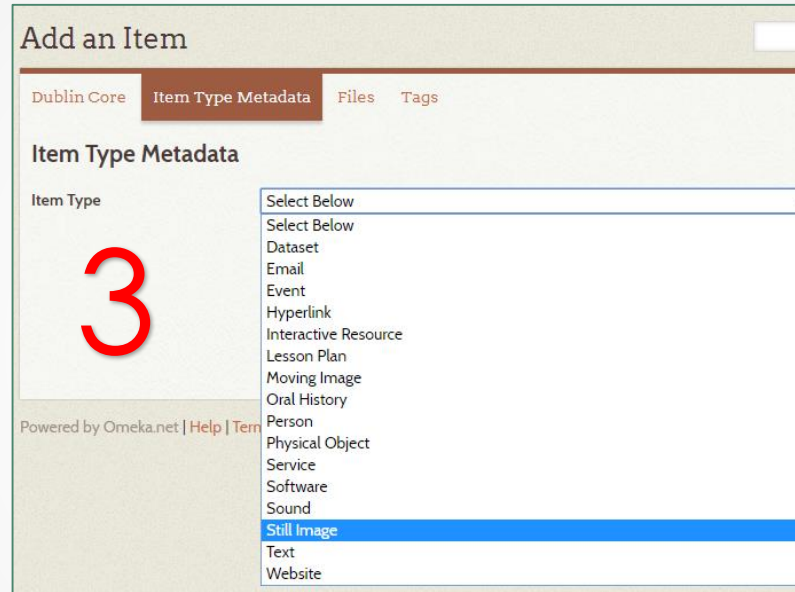 Add an Item
Dublin Core Item Type Metadata Files Tags
Item Type Metadata
Item Type Select Below
Select Below
Dataset
Email
Event
Hyperlink
Interactive Resource
Lesson Plan
Moving Image
Oral History
Person
Physical Object
Service
Software
Sound
Still Image
Text
Website
3
Powered by Omeka.net | Help |